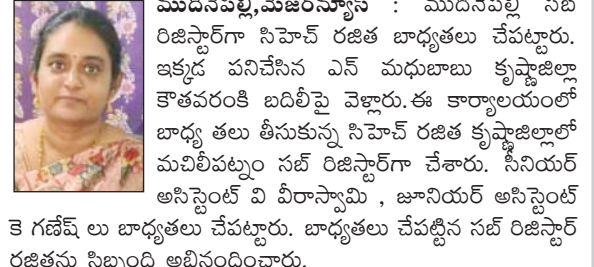 ముదినేపల్లి,మేజర్‌న్యూస్ : ముదినేపల్లి సబ్
రిజిస్టార్‌గా సిహెచ్ రజిత బాధ్యతలు చేపట్టారు.
ఇక్కడ పనిచేసిన ఎన్ మధుబాబు కృష్ణాజిల్లా
కౌతవరంకి బదిలీపై వెళ్లారు.ఈ కార్యాలయంలో
బాధ్య తలు తీసుకున్న సిహెచ్ రజిత కృష్ణాజిల్లాలో
మచిలీపట్నం సబ్ రిజిస్టార్‌గా చేశారు. సీనియర్
అసిస్టెంట్ వి వీరాస్వామి , జూనియర్ అసిస్టెంట్
కె గణేష్ లు బాధ్యతలు చేపట్టారు. బాధ్యతలు చేపట్టిన సబ్ రిజిస్టార్
రజితను సిబ్బంది అభినందించారు.